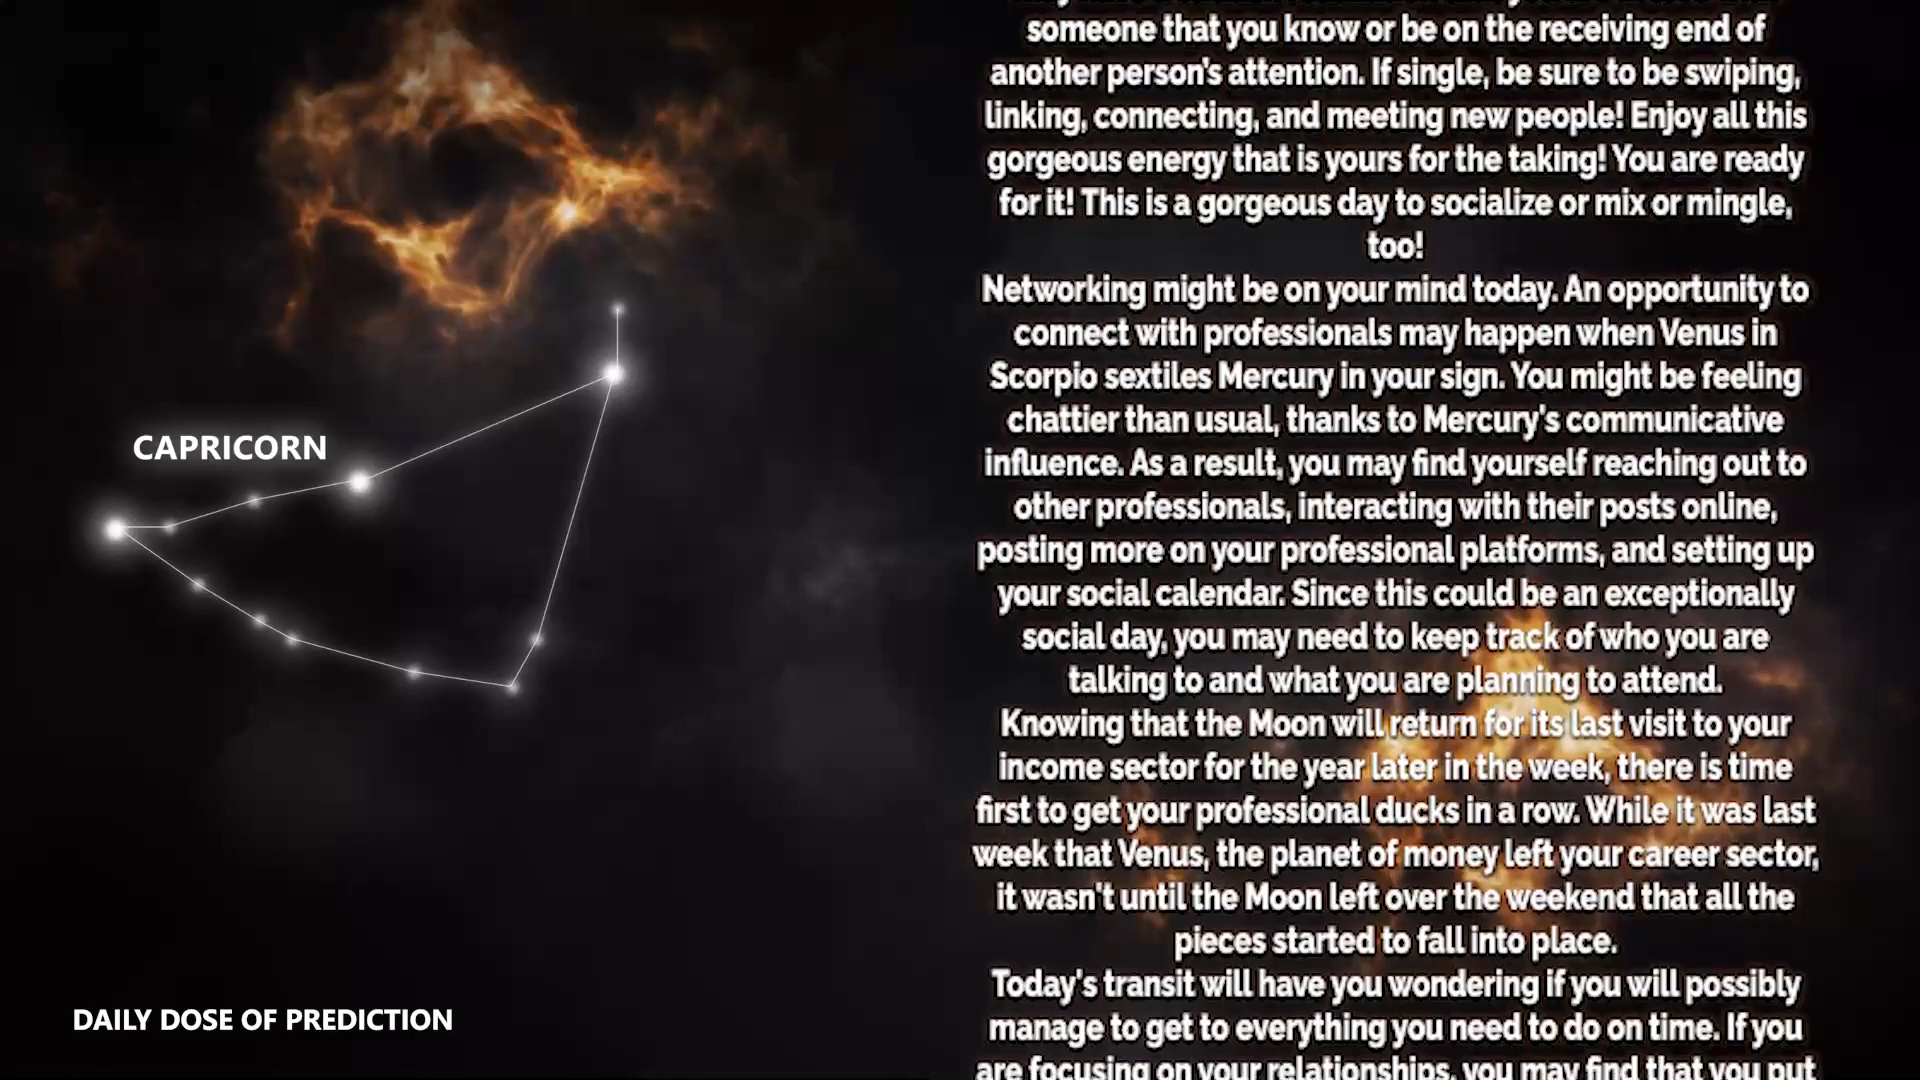 someone that you know or be on the receiving end of
another person's attention. If single, be sure to be swiping,
linking, connecting, and meeting new people! Enjoy all this
gorgeous energy that is yours for the taking! You are ready
for it! This is a gorgeous day to socialize or mix or mingle,
too!
Networking might be on your mind today. An opportunity to
connect with professionals may happen when Venus in
Scorpio sextiles Mercury in your sign. You might be feeling
chattier than usual, thanks to Mercury's communicative
influence. As a result, you may find yourself reaching out to
other professionals, interacting with their posts online,
posting more on your professional platforms, and setting up
your social calendar. Since this could be an exceptionally
social day, you may need to keep track of who you are
talking to and what you are planning to attend.
Knowing that the Moon will return for its last visit to your
income sector for the year later in the week, there is time
first to get your professional ducks in a row. While it was last
week that Venus, the planet of money left your career sector,
it wasn't until the Moon left over the weekend that all the
pieces started to fall into place.
Today's transit will have you wondering if you will possibly
manage to get to everything you need to do on time. If you
are focusing on your relationships, you may find that you put
CAPRICORN
DAILY DOSE OF PREDICTION